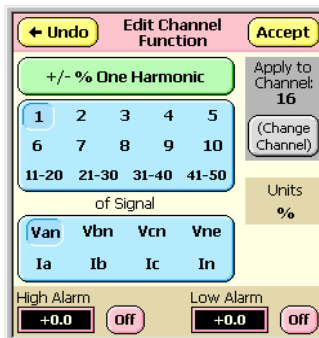 ← Undo
Edit Channel
Function
Accept
+/- % One Harmonic
1 2 3 4 5
6 7 8 9 10
11-20 21-30 31-40 41-50
of Signal
Van Vbn Vcn Vne
Ia Ib Ic In
Apply to
Channel:
16
(Change
Channel)
Units
%
High Alarm
+0.0 Off
Low Alarm
+0.0 Off